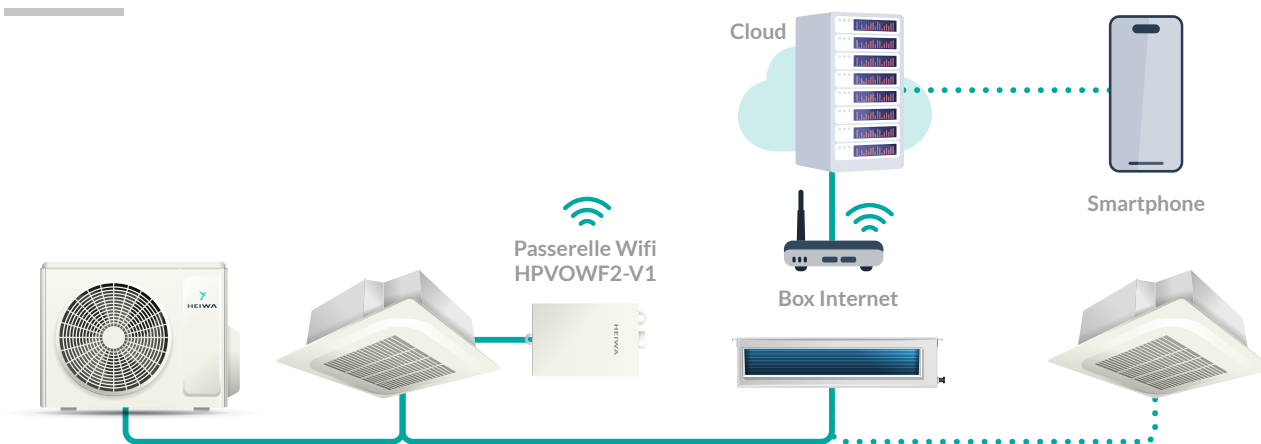 Cloud
Smartphone
Passerelle Wifi
HPVOWF2-V1
Box Internet
HEIWA
HEIWA